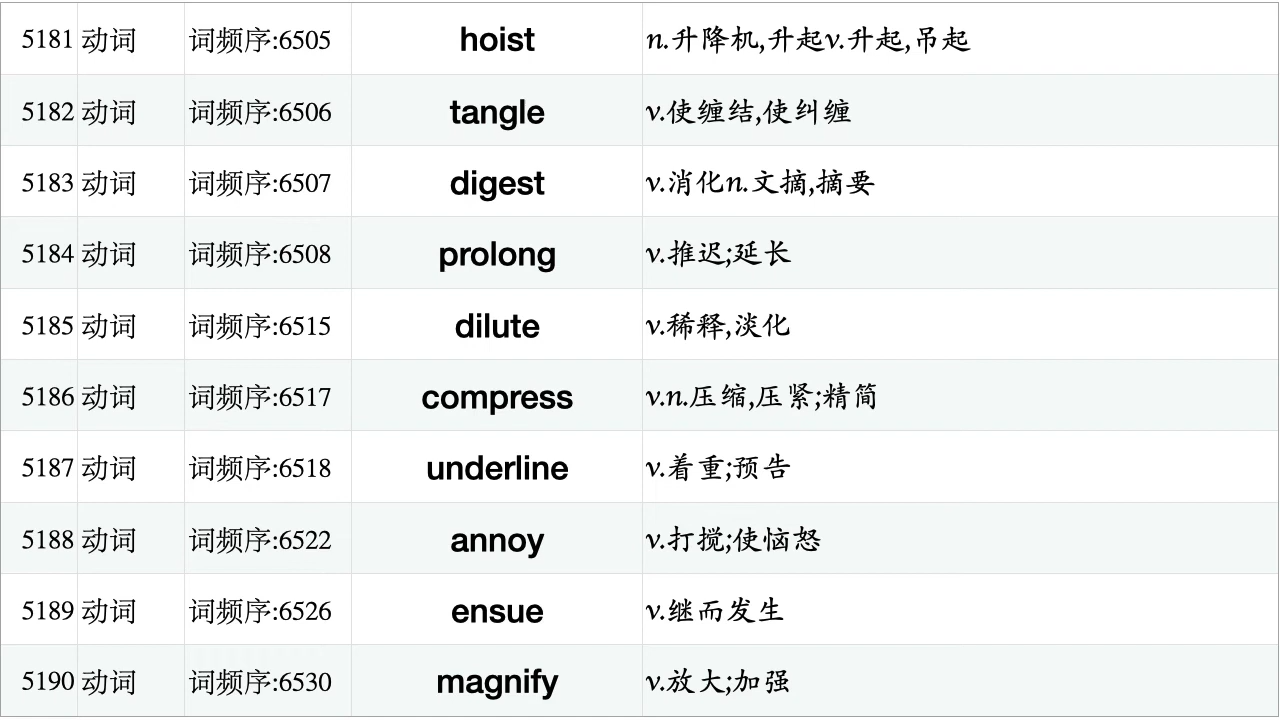 5181 动词 词频序:6505 hoist n.升降机,升起v.升起,吊起
5182 动词 词频序:6506 tangle v.使缠结,使纠缠
5183 动词 词频序:6507 digest v.消化n.文摘,摘要
5184 动词 词频序:6508 prolong v.推迟;延长
5185 动词 词频序:6515 dilute v.稀释,淡化
5186 动词 词频序:6517 compress v.n.压缩,压紧;精简
5187 动词 词频序:6518 underline v.着重;预告
5188 动词 词频序:6522 annoy v.打搅;使恼怒
5189 动词 词频序:6526 ensue v.继而发生
5190 动词 词频序:6530 magnify v.放大;加强